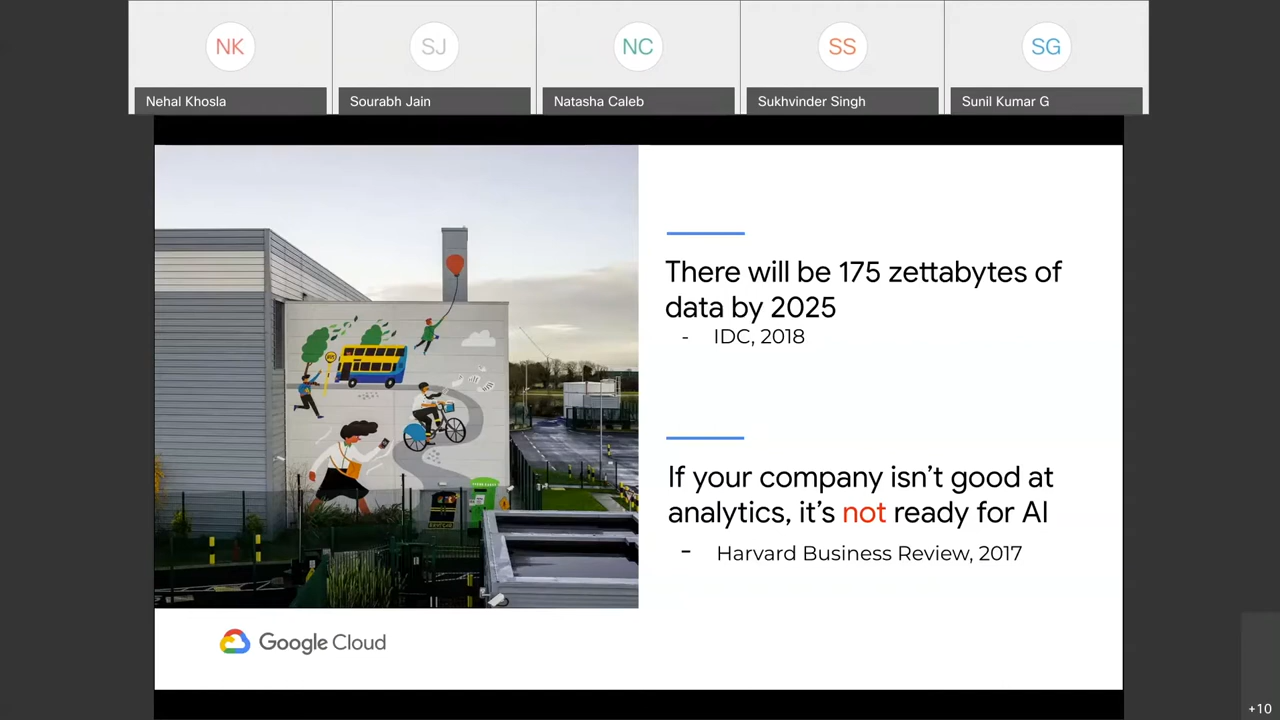 NK
SJ
NC
SS
SG
Nehal Khosla
Sourabh Jain
Natasha Caleb
Sukhvinder Singh
Sunil Kumar G
There will be 175 zettabytes of
data by 2025
- IDC, 2018
If your company isn’t good at
analytics, it’s not ready for AI
- Harvard Business Review, 2017
Google Cloud
+10